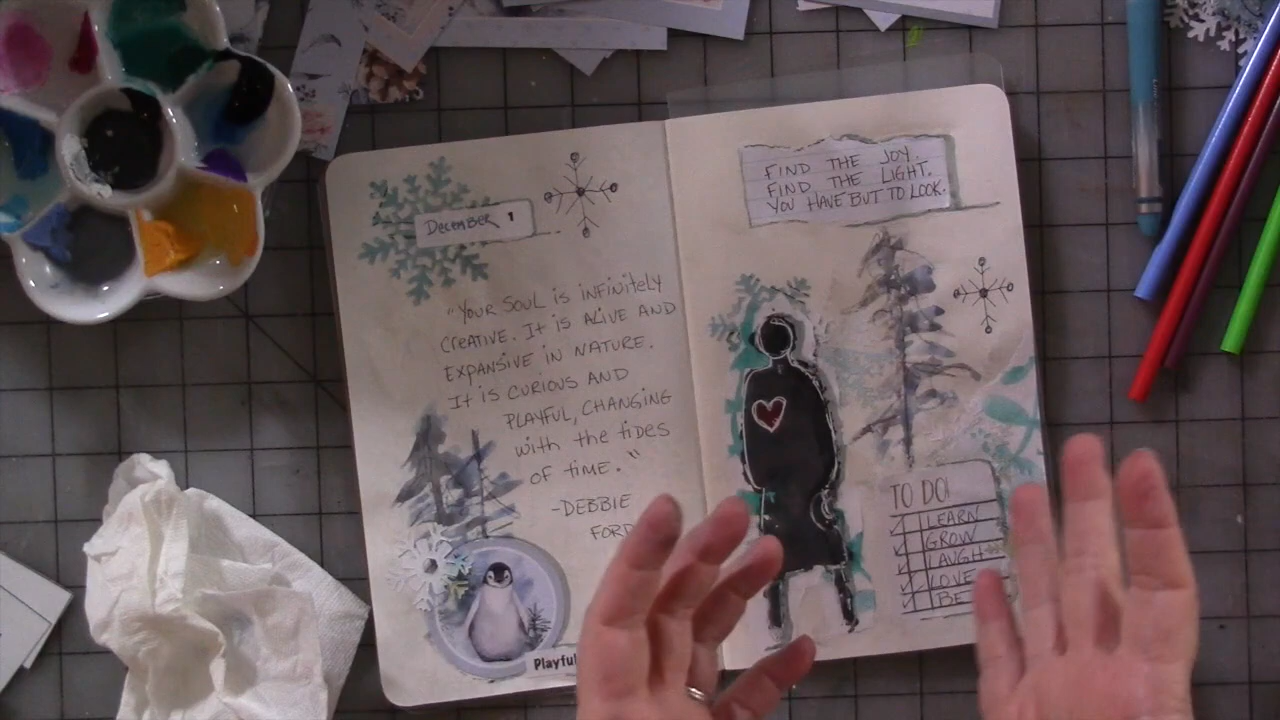 December 1
"YOUR SOUL IS INFINITELY
CREATIVE. IT IS ALIVE AND
EXPANSIVE IN NATURE.
IT IS CURIOUS AND
PLAYFUL, CHANGING
WITH THE TIDES
OF TIME."
-DEBBIE
FORD
Playful
FIND THE JOY.
FIND THE LIGHT.
YOU HAVE BUT TO LOOK.
TO DO!
LEARN
GROW
LAUGH
LOVE
BE